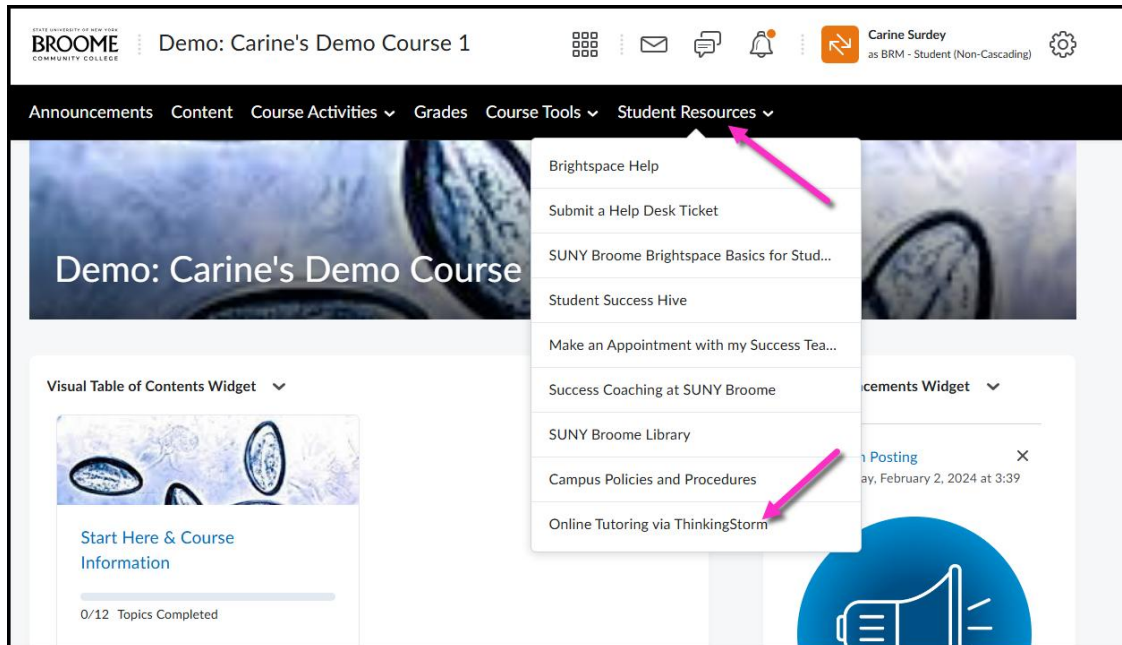 STATE UNIVERSITY OF NEW YORK
BROOME
COMMUNITY COLLEGE
Demo: Carine's Demo Course 1
Carine Surdey
as BRM - Student (Non-Cascading)
Announcements Content Course Activities Grades Course Tools Student Resources
Brightspace Help
Submit a Help Desk Ticket
SUNY Broome Brightspace Basics for Stud...
Student Success Hive
Make an Appointment with my Success Tea...
Success Coaching at SUNY Broome
SUNY Broome Library
Campus Policies and Procedures
Online Tutoring via ThinkingStorm
Demo: Carine's Demo Course
Visual Table of Contents Widget
Widget
Start Here & Course
Information
0/12 Topics Completed
Posting
February 2, 2024 at 3:39